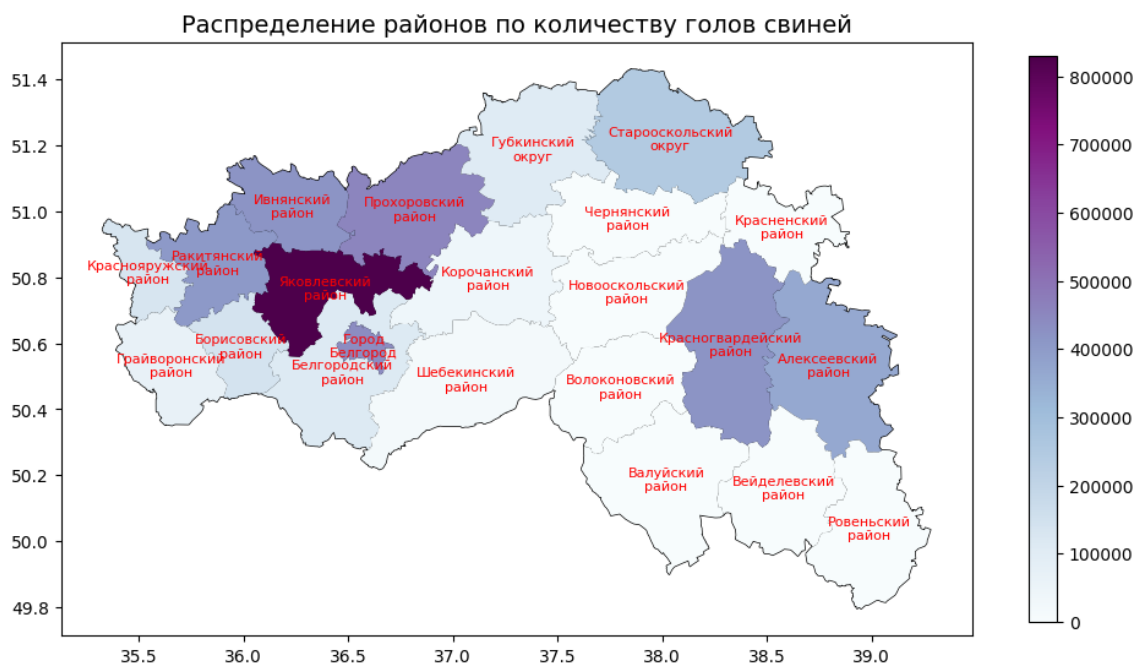 Распределение районов по количеству голов свиней
51.4
51.2
51.0
50.8
50.6
50.4
50.2
50.0
49.8
35.5
36.0
36.5
37.0
37.5
38.0
38.5
39.0
Губкинский
округ
Старооскольский
округ
Ивнянский
район
Прохоровский
район
Чернянский
район
Красненский
район
Краснояружский
район
Ракитянский
район
Яковлевский
район
Корочанский
район
Новооскольский
район
Грайворонский
район
Борисовский
район
Город
Белгород
Белгородский
район
Шебекинский
район
Волоконовский
район
Красногвардейский
район
Алексеевский
район
Валуйский
район
Вейделевский
район
Ровеньский
район
800000
700000
600000
500000
400000
300000
200000
100000
0